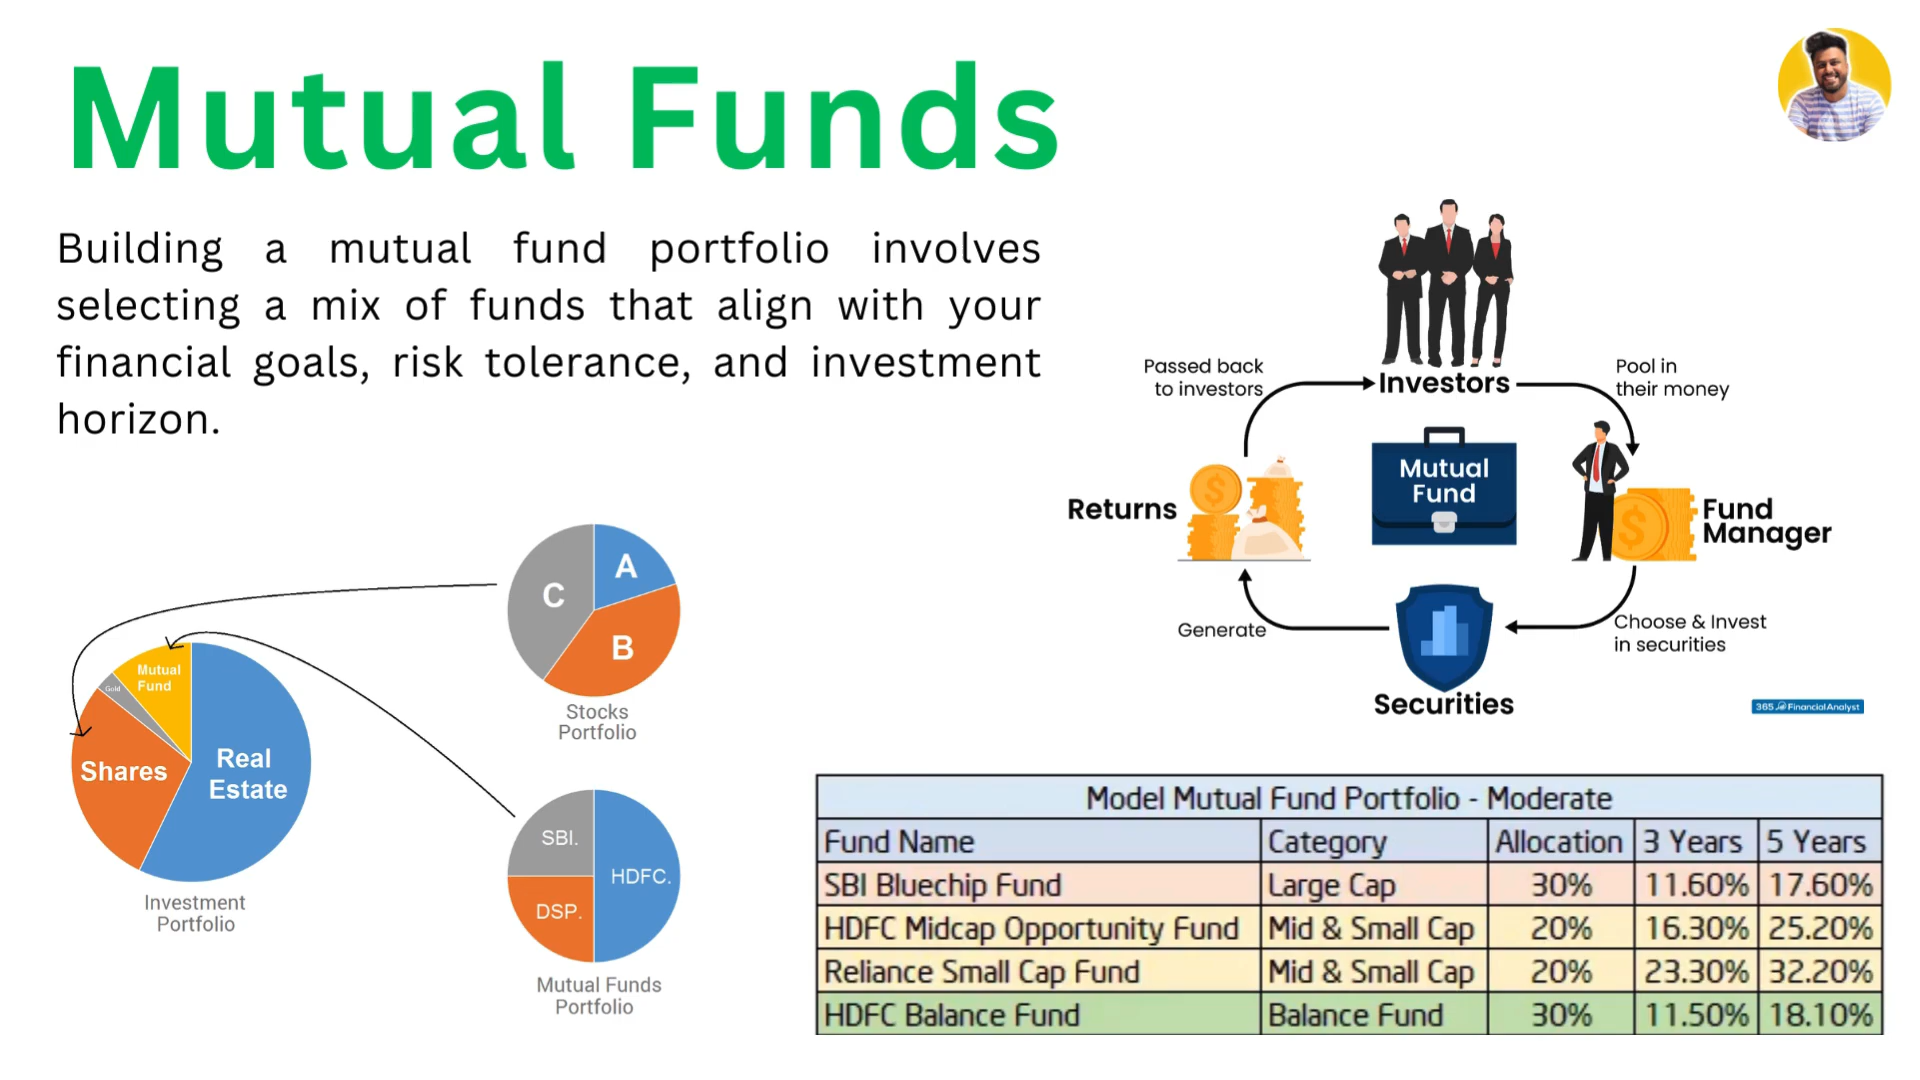 Mutual Funds
Building a mutual fund portfolio involves
selecting a mix of funds that align with your
financial goals, risk tolerance, and investment
horizon.
Passed back
to investors
Investors
Pool in
their money
Mutual
Fund
Returns
Fund
Manager
Generate
Choose & Invest
in securities
Securities
365 FinancialAnalyst
A
B
C
Stocks
Portfolio
Mutual
Fund
Gold
Shares
Real
Estate
Investment
Portfolio
SBI.
HDFC.
DSP.
Mutual Funds
Portfolio
Model Mutual Fund Portfolio - Moderate
Fund Name Category Allocation 3 Years 5 Years
SBI Bluechip Fund Large Cap 30% 11.60% 17.60%
HDFC Midcap Opportunity Fund Mid & Small Cap 20% 16.30% 25.20%
Reliance Small Cap Fund Mid & Small Cap 20% 23.30% 32.20%
HDFC Balance Fund Balance Fund 30% 11.50% 18.10%